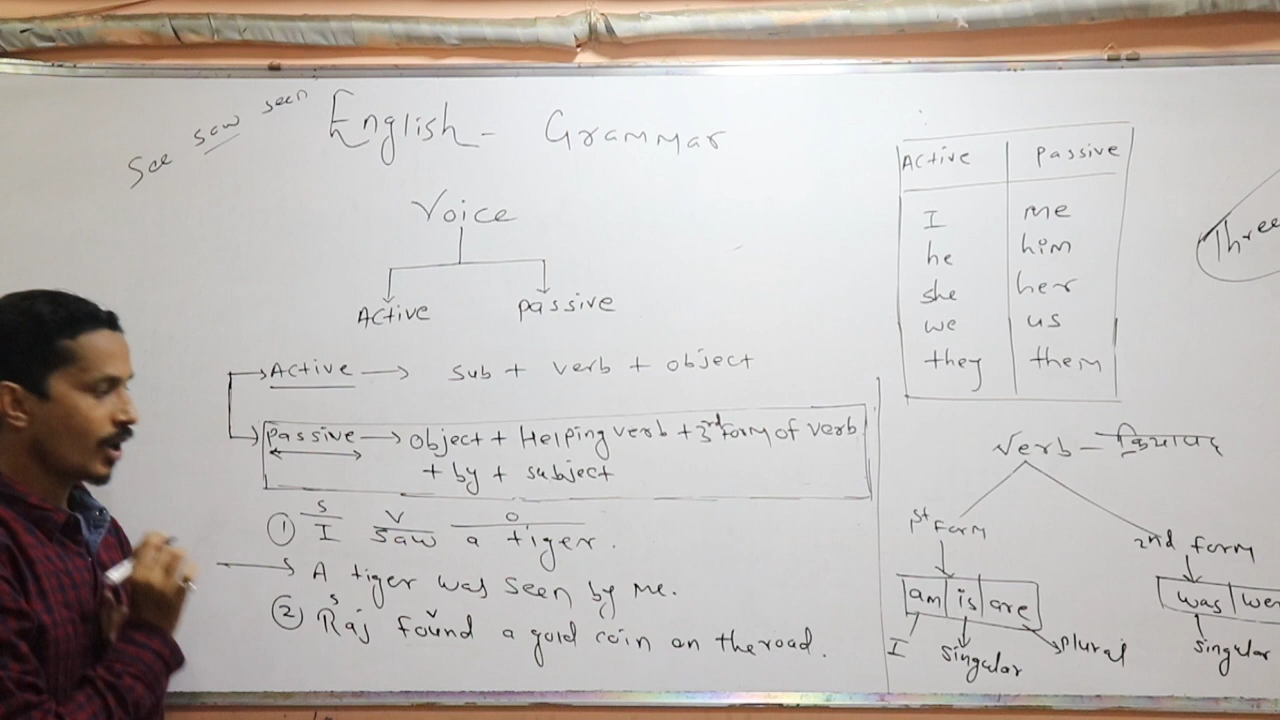 See saw seen
English - Grammar
Voice
Active
passive
Active → sub + verb + object
Passive → object + Helping verb + 3rd form of verb
+ by + subject
S V O
① I saw a tiger.
→ A tiger was seen by me.
S V
② Raj found a gold coin on the road.
Active passive
I me
he him
she her
we us
they them
Three
Verb - क्रियापद
1st form
2nd form
am is are
was wer
I singular plural
singular